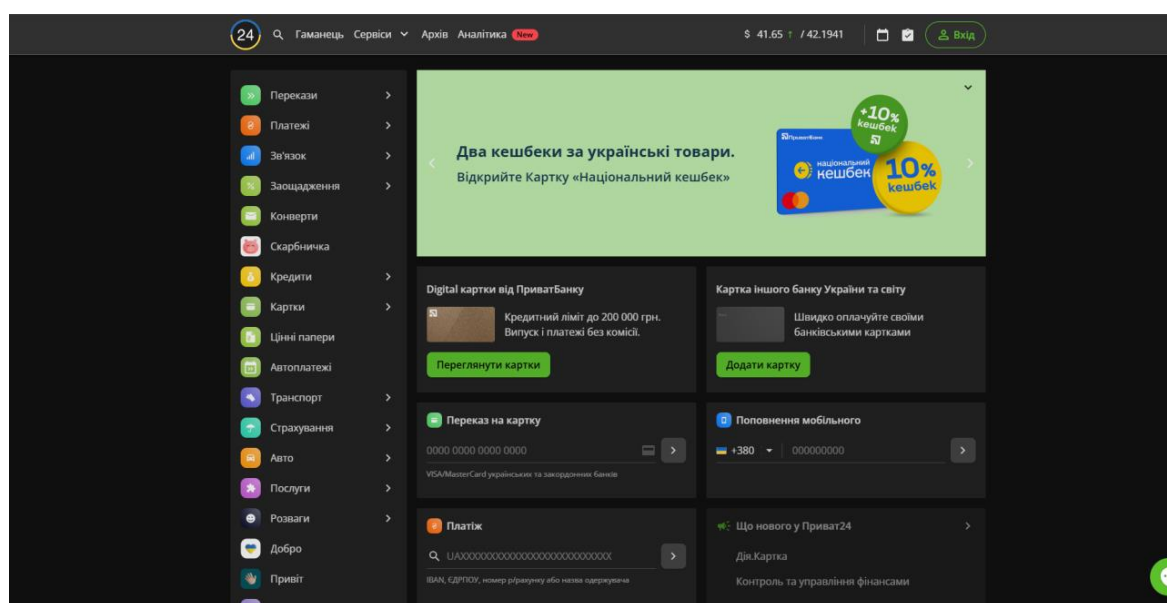 24 Гаманець Сервіси Архів Аналітика New $ 41.65 ↑ / 42.1941 Вхід
Перекази
Платежі
Зв'язок
Заощадження
Конверти
Скарбничка
Кредити
Картки
Цінні папери
Автоплатежі
Транспорт
Страхування
Авто
Послуги
Розваги
Добро
Привіт
Два кешбеки за українські товари.
Відкрийте Картку «Національний кешбек»
ПриватБанк
національний
кешбек
+10%
кешбек
10%
кешбек
Digital картки від ПриватБанку
Кредитний ліміт до 200 000 грн.
Випуск і платежі без комісії.
Переглянути картки
Картка іншого банку України та світу
Швидко оплачуйте своїми
банківськими картками
Додати картку
Переказ на картку
0000 0000 0000 0000
VISA/MasterCard українських та закордонних банків
Поповнення мобільного
+380 000000000
Платіж
UAXXXXXXXXXXXXXXXXXXXXXXXXXXX
IBAN, ЄДРПОУ, номер р/рахунку або назва одержувача
Що нового у Приват24
Дія.Картка
Контроль та управління фінансами